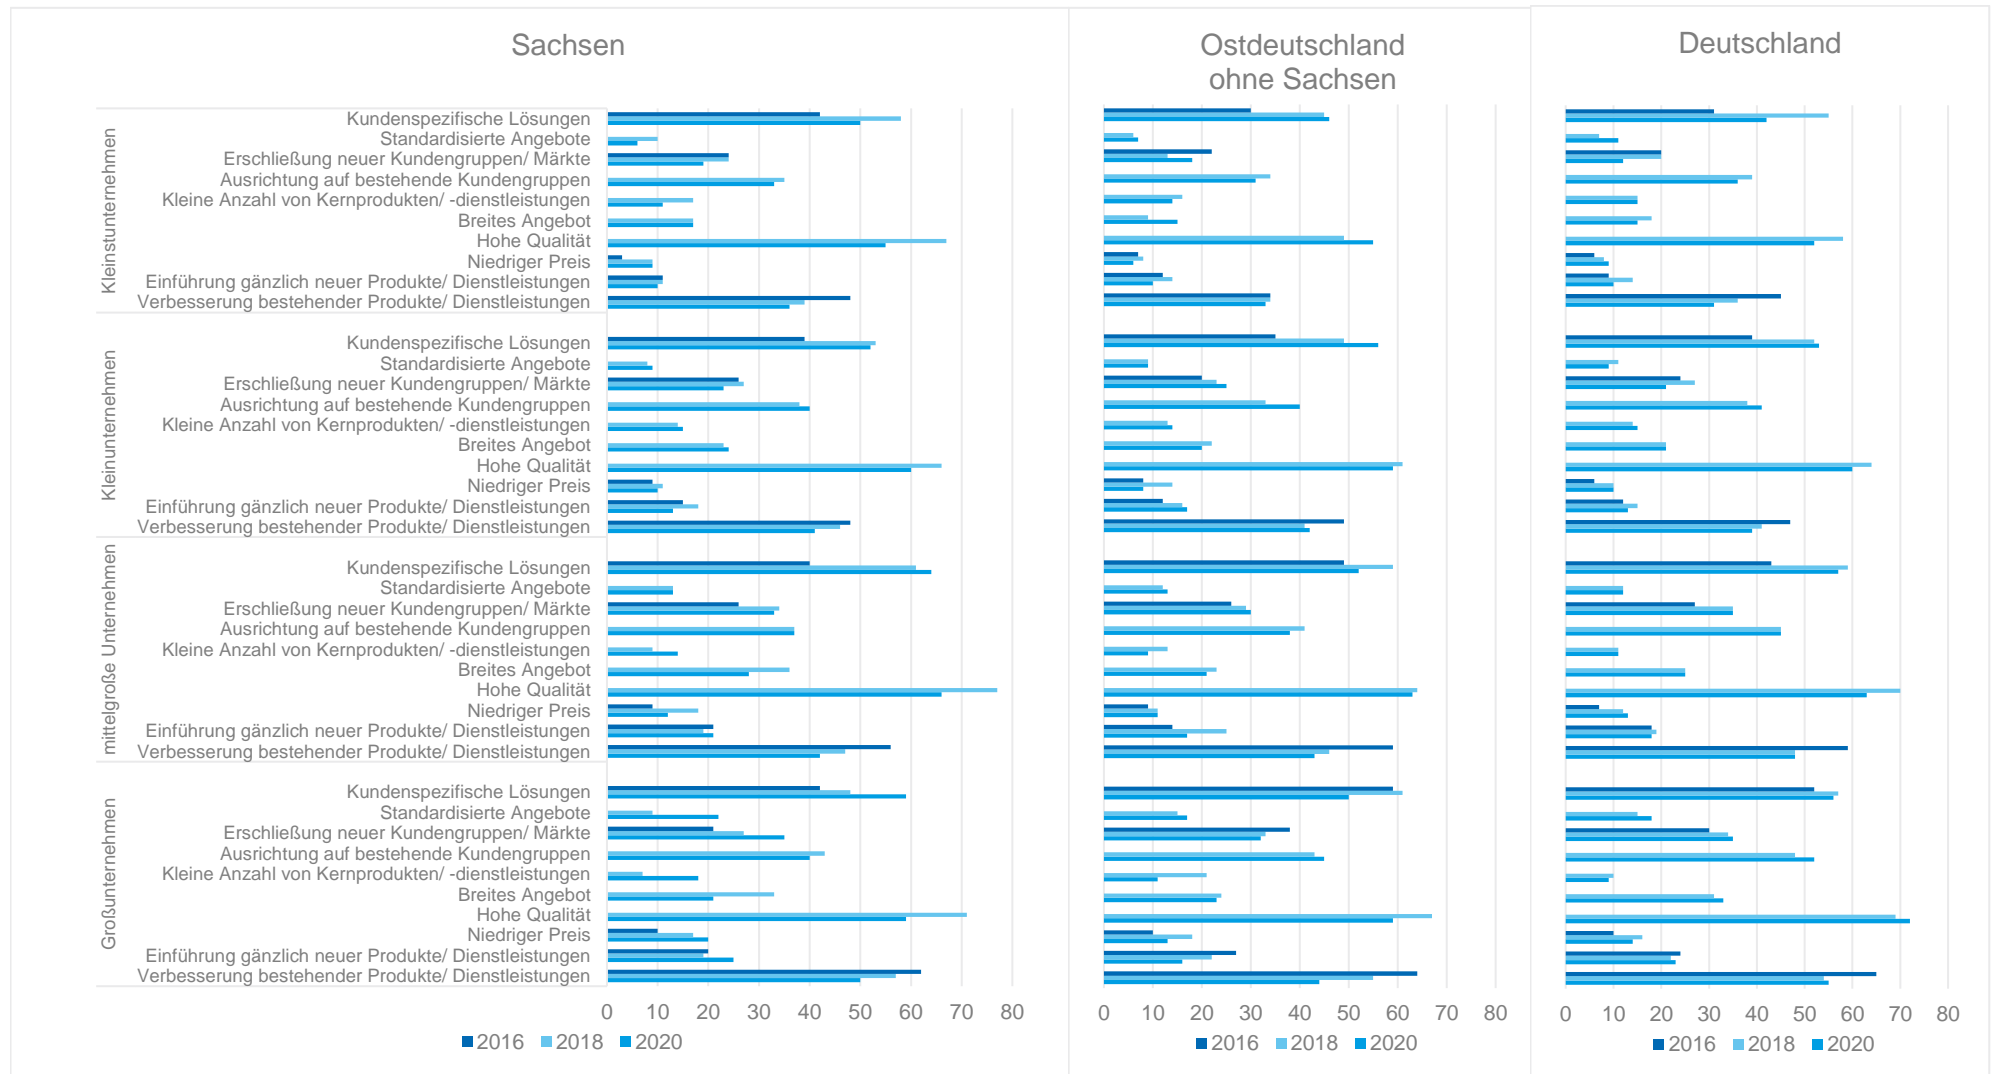 Sachsen
Ostdeutschland
ohne Sachsen
Deutschland
Kleinstunternehmen
Kundenspezifische Lösungen
Standardisierte Angebote
Erschließung neuer Kundengruppen/ Märkte
Ausrichtung auf bestehende Kundengruppen
Kleine Anzahl von Kernprodukten/ -dienstleistungen
Breites Angebot
Hohe Qualität
Niedriger Preis
Einführung gänzlich neuer Produkte/ Dienstleistungen
Verbesserung bestehender Produkte/ Dienstleistungen
Kleinunternehmen
Kundenspezifische Lösungen
Standardisierte Angebote
Erschließung neuer Kundengruppen/ Märkte
Ausrichtung auf bestehende Kundengruppen
Kleine Anzahl von Kernprodukten/ -dienstleistungen
Breites Angebot
Hohe Qualität
Niedriger Preis
Einführung gänzlich neuer Produkte/ Dienstleistungen
Verbesserung bestehender Produkte/ Dienstleistungen
mittelgroße Unternehmen
Kundenspezifische Lösungen
Standardisierte Angebote
Erschließung neuer Kundengruppen/ Märkte
Ausrichtung auf bestehende Kundengruppen
Kleine Anzahl von Kernprodukten/ -dienstleistungen
Breites Angebot
Hohe Qualität
Niedriger Preis
Einführung gänzlich neuer Produkte/ Dienstleistungen
Verbesserung bestehender Produkte/ Dienstleistungen
Großunternehmen
Kundenspezifische Lösungen
Standardisierte Angebote
Erschließung neuer Kundengruppen/ Märkte
Ausrichtung auf bestehende Kundengruppen
Kleine Anzahl von Kernprodukten/ -dienstleistungen
Breites Angebot
Hohe Qualität
Niedriger Preis
Einführung gänzlich neuer Produkte/ Dienstleistungen
Verbesserung bestehender Produkte/ Dienstleistungen
0 10 20 30 40 50 60 70 80
2016 2018 2020
0 10 20 30 40 50 60 70 80
2016 2018 2020
0 10 20 30 40 50 60 70 80
2016 2018 2020